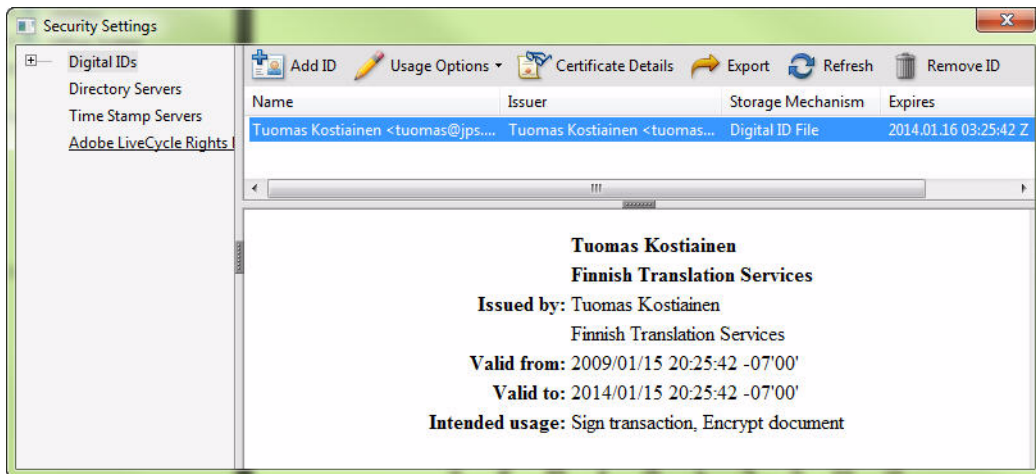 Security Settings
Digital IDs
Directory Servers
Time Stamp Servers
Adobe LiveCycle Rights
Add ID Usage Options Certificate Details Export Refresh Remove ID
Name Issuer Storage Mechanism Expires
Tuomas Kostiainen <tuomas@jps.... Tuomas Kostiainen <tuomas... Digital ID File 2014.01.16 03:25:42 Z
Tuomas Kostiainen
Finnish Translation Services
Issued by: Tuomas Kostiainen
Finnish Translation Services
Valid from: 2009/01/15 20:25:42 -07'00'
Valid to: 2014/01/15 20:25:42 -07'00'
Intended usage: Sign transaction, Encrypt document